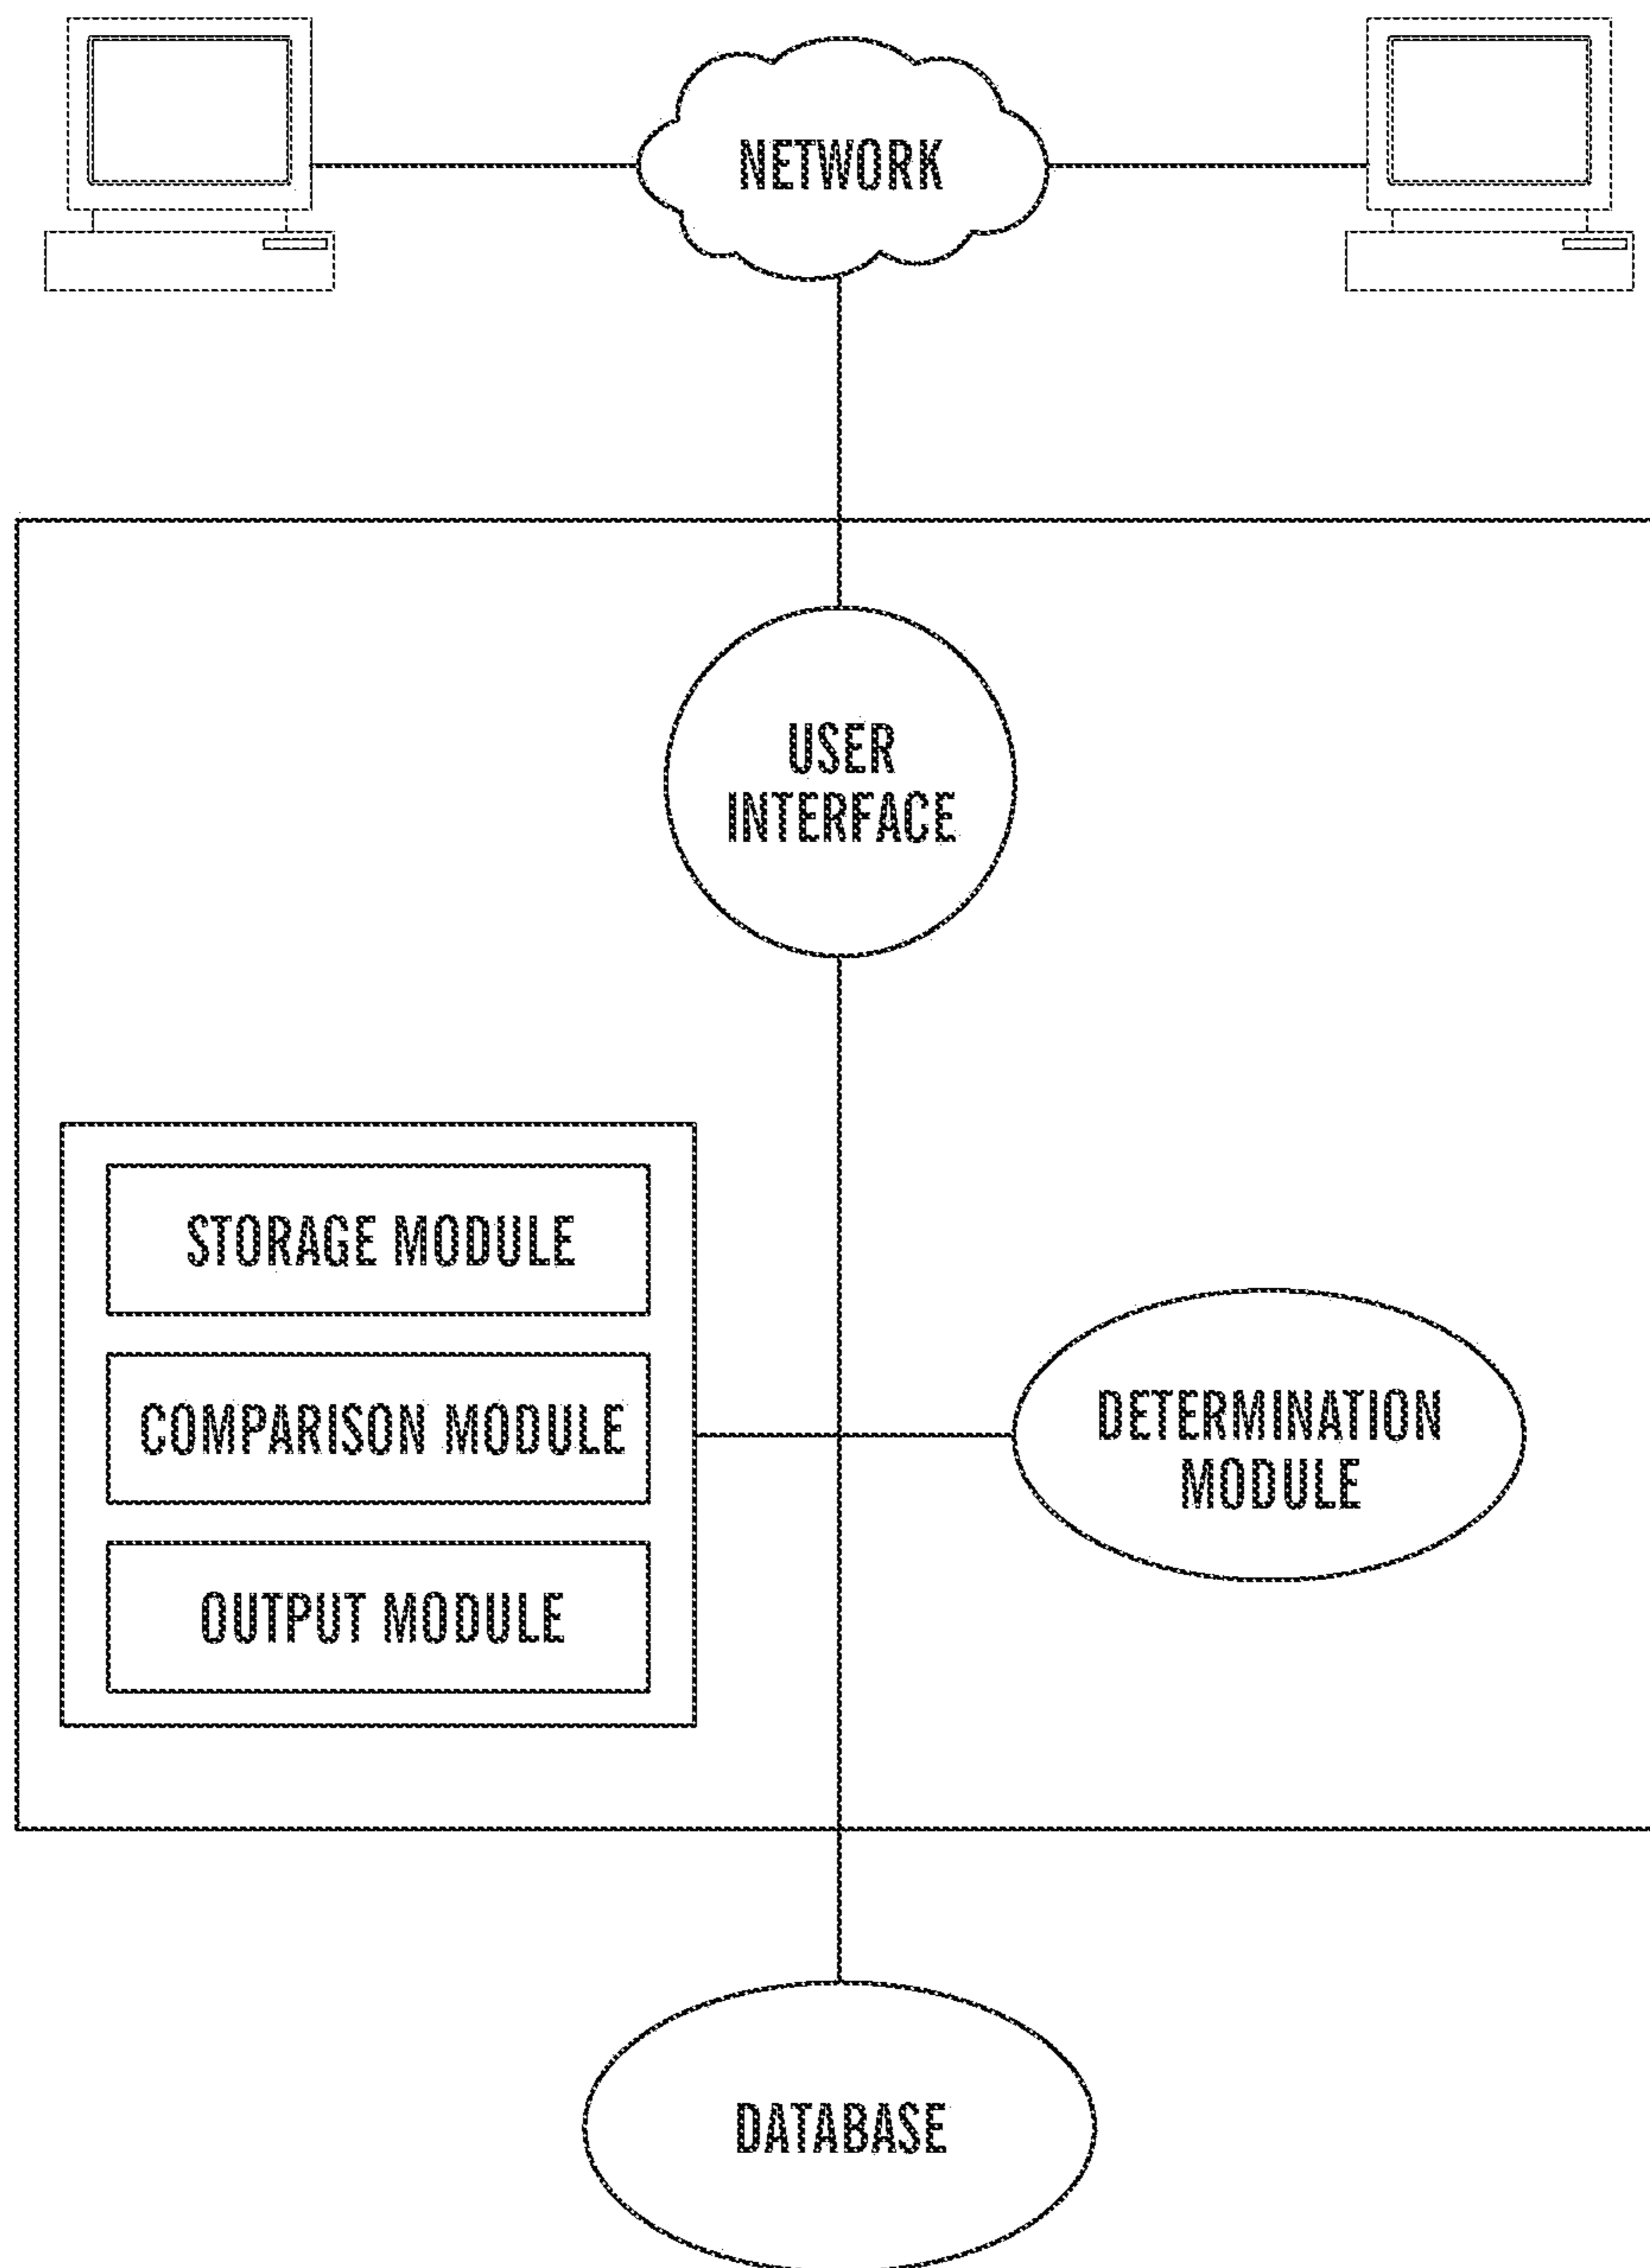 NETWORK
USER
INTERFACE
STORAGE MODULE
COMPARISON MODULE
OUTPUT MODULE
DETERMINATION
MODULE
DATABASE